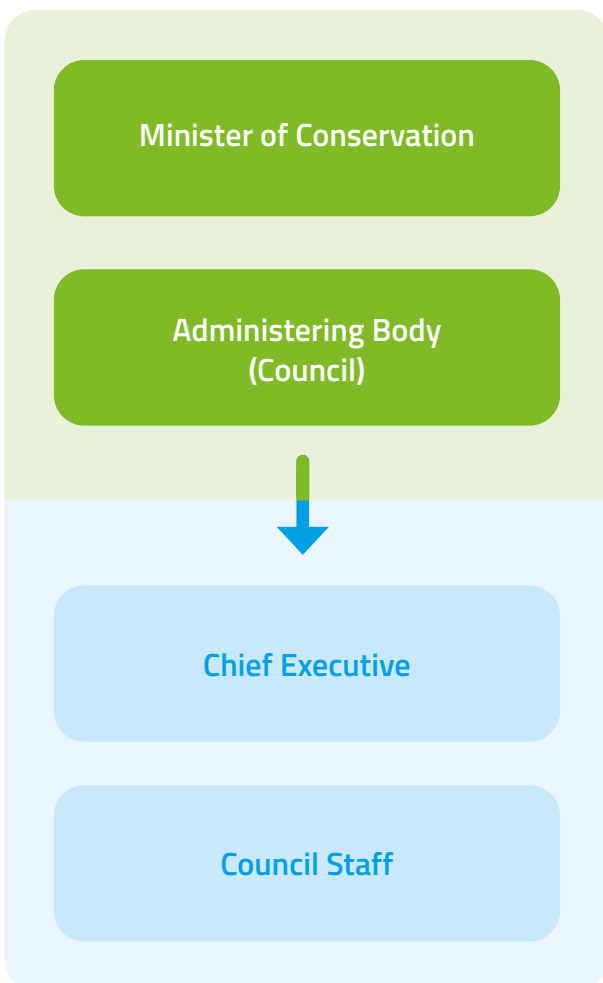 Minister of Conservation
Administering Body
(Council)
Chief Executive
Council Staff